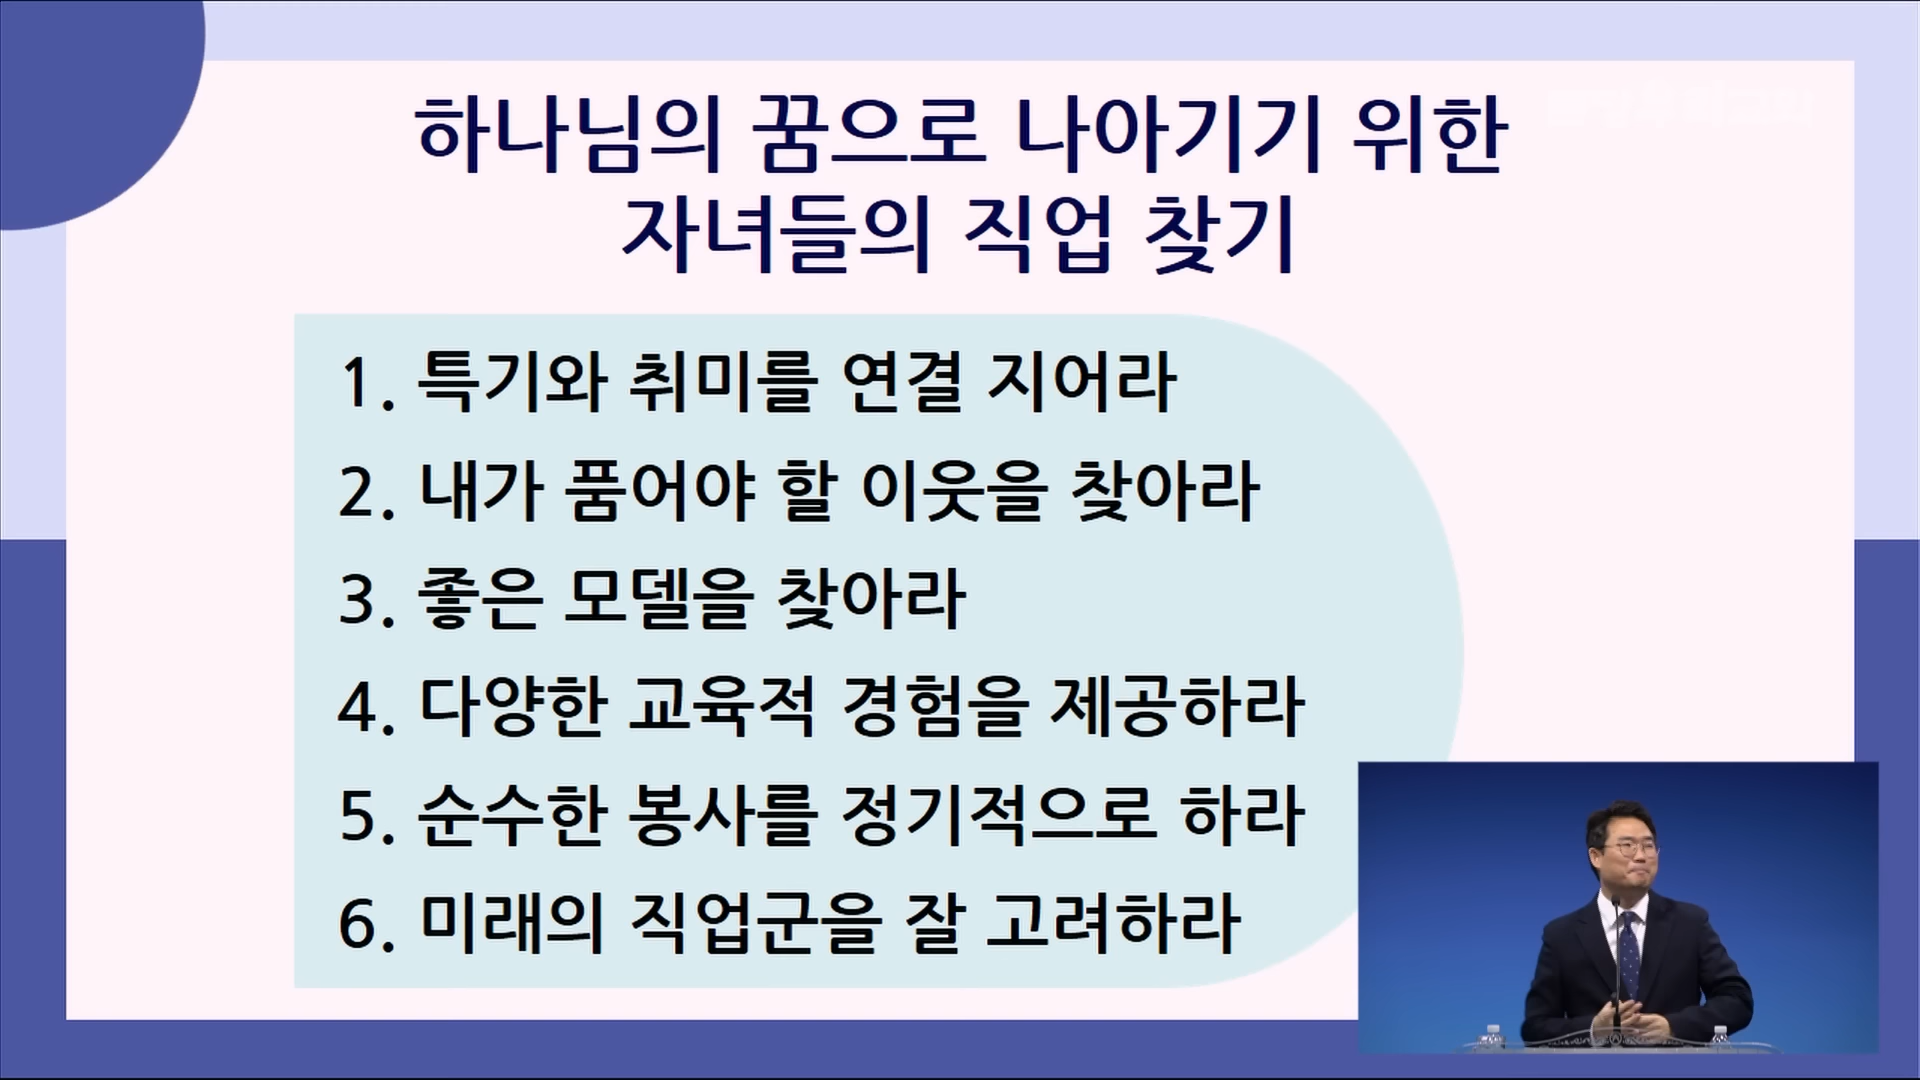 하나님의 꿈으로 나아기기 위한
자녀들의 직업 찾기
1. 특기와 취미를 연결 지어라
2. 내가 품어야 할 이웃을 찾아라
3. 좋은 모델을 찾아라
4. 다양한 교육적 경험을 제공하라
5. 순수한 봉사를 정기적으로 하라
6. 미래의 직업군을 잘 고려하라